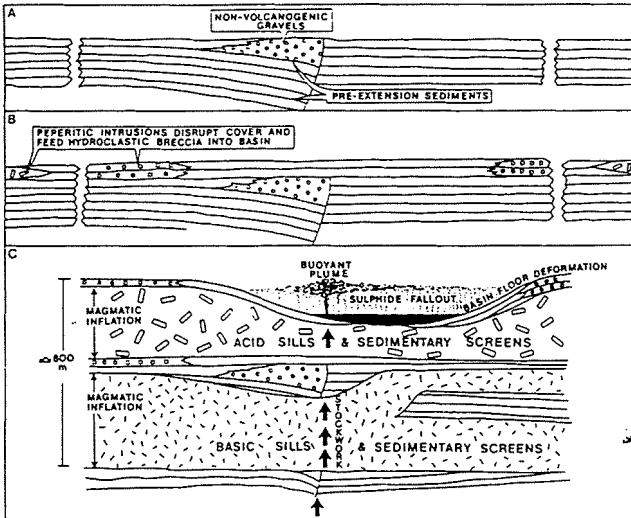 A
NON-VOLCANOGENIC
GRAVELS
PRE-EXTENSION SEDIMENTS
B
PEPERITIC INTRUSIONS DISRUPT COVER AND
FEED HYDROCLASTIC BRECCIA INTO BASIN
C
BUOYANT
PLUME
SULPHIDE FALLOUT
BASIN FLOOR DEFORMATION
MAGMATIC
INFLATION
ACID SILLS & SEDIMENTARY SCREENS
800
m
MAGMATIC
INFLATION
STOCKWORK
BASIC SILLS & SEDIMENTARY SCREENS